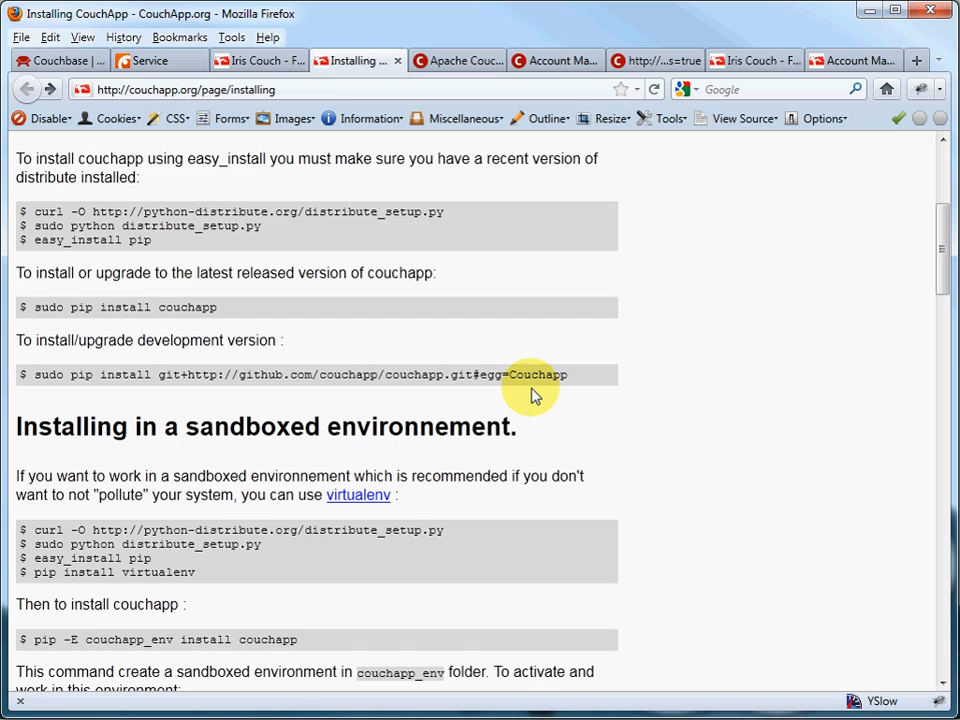 Installing CouchApp - CouchApp.org - Mozilla Firefox
File Edit View History Bookmarks Tools Help
Couchbase | ... Service Iris Couch - F... Installing ... Apache Couc... Account Ma... http:/...s=true Iris Couch - F... Account Ma...
http://couchapp.org/page/installing Google
Disable Cookies CSS Forms Images Information Miscellaneous Outline Resize Tools View Source Options
To install couchapp using easy_install you must make sure you have a recent version of
distribute installed:
$ curl -O http://python-distribute.org/distribute_setup.py
$ sudo python distribute_setup.py
$ easy_install pip
To install or upgrade to the latest released version of couchapp:
$ sudo pip install couchapp
To install/upgrade development version :
$ sudo pip install git+http://github.com/couchapp/couchapp.git#egg=Couchapp
Installing in a sandboxed environnement.
If you want to work in a sandboxed environnement which is recommended if you don't
want to not "pollute" your system, you can use virtualenv :
$ curl -O http://python-distribute.org/distribute_setup.py
$ sudo python distribute_setup.py
$ easy_install pip
$ pip install virtualenv
Then to install couchapp :
$ pip -E couchapp_env install couchapp
This command create a sandboxed environment in couchapp_env folder. To activate and
work in this environment:
YSlow